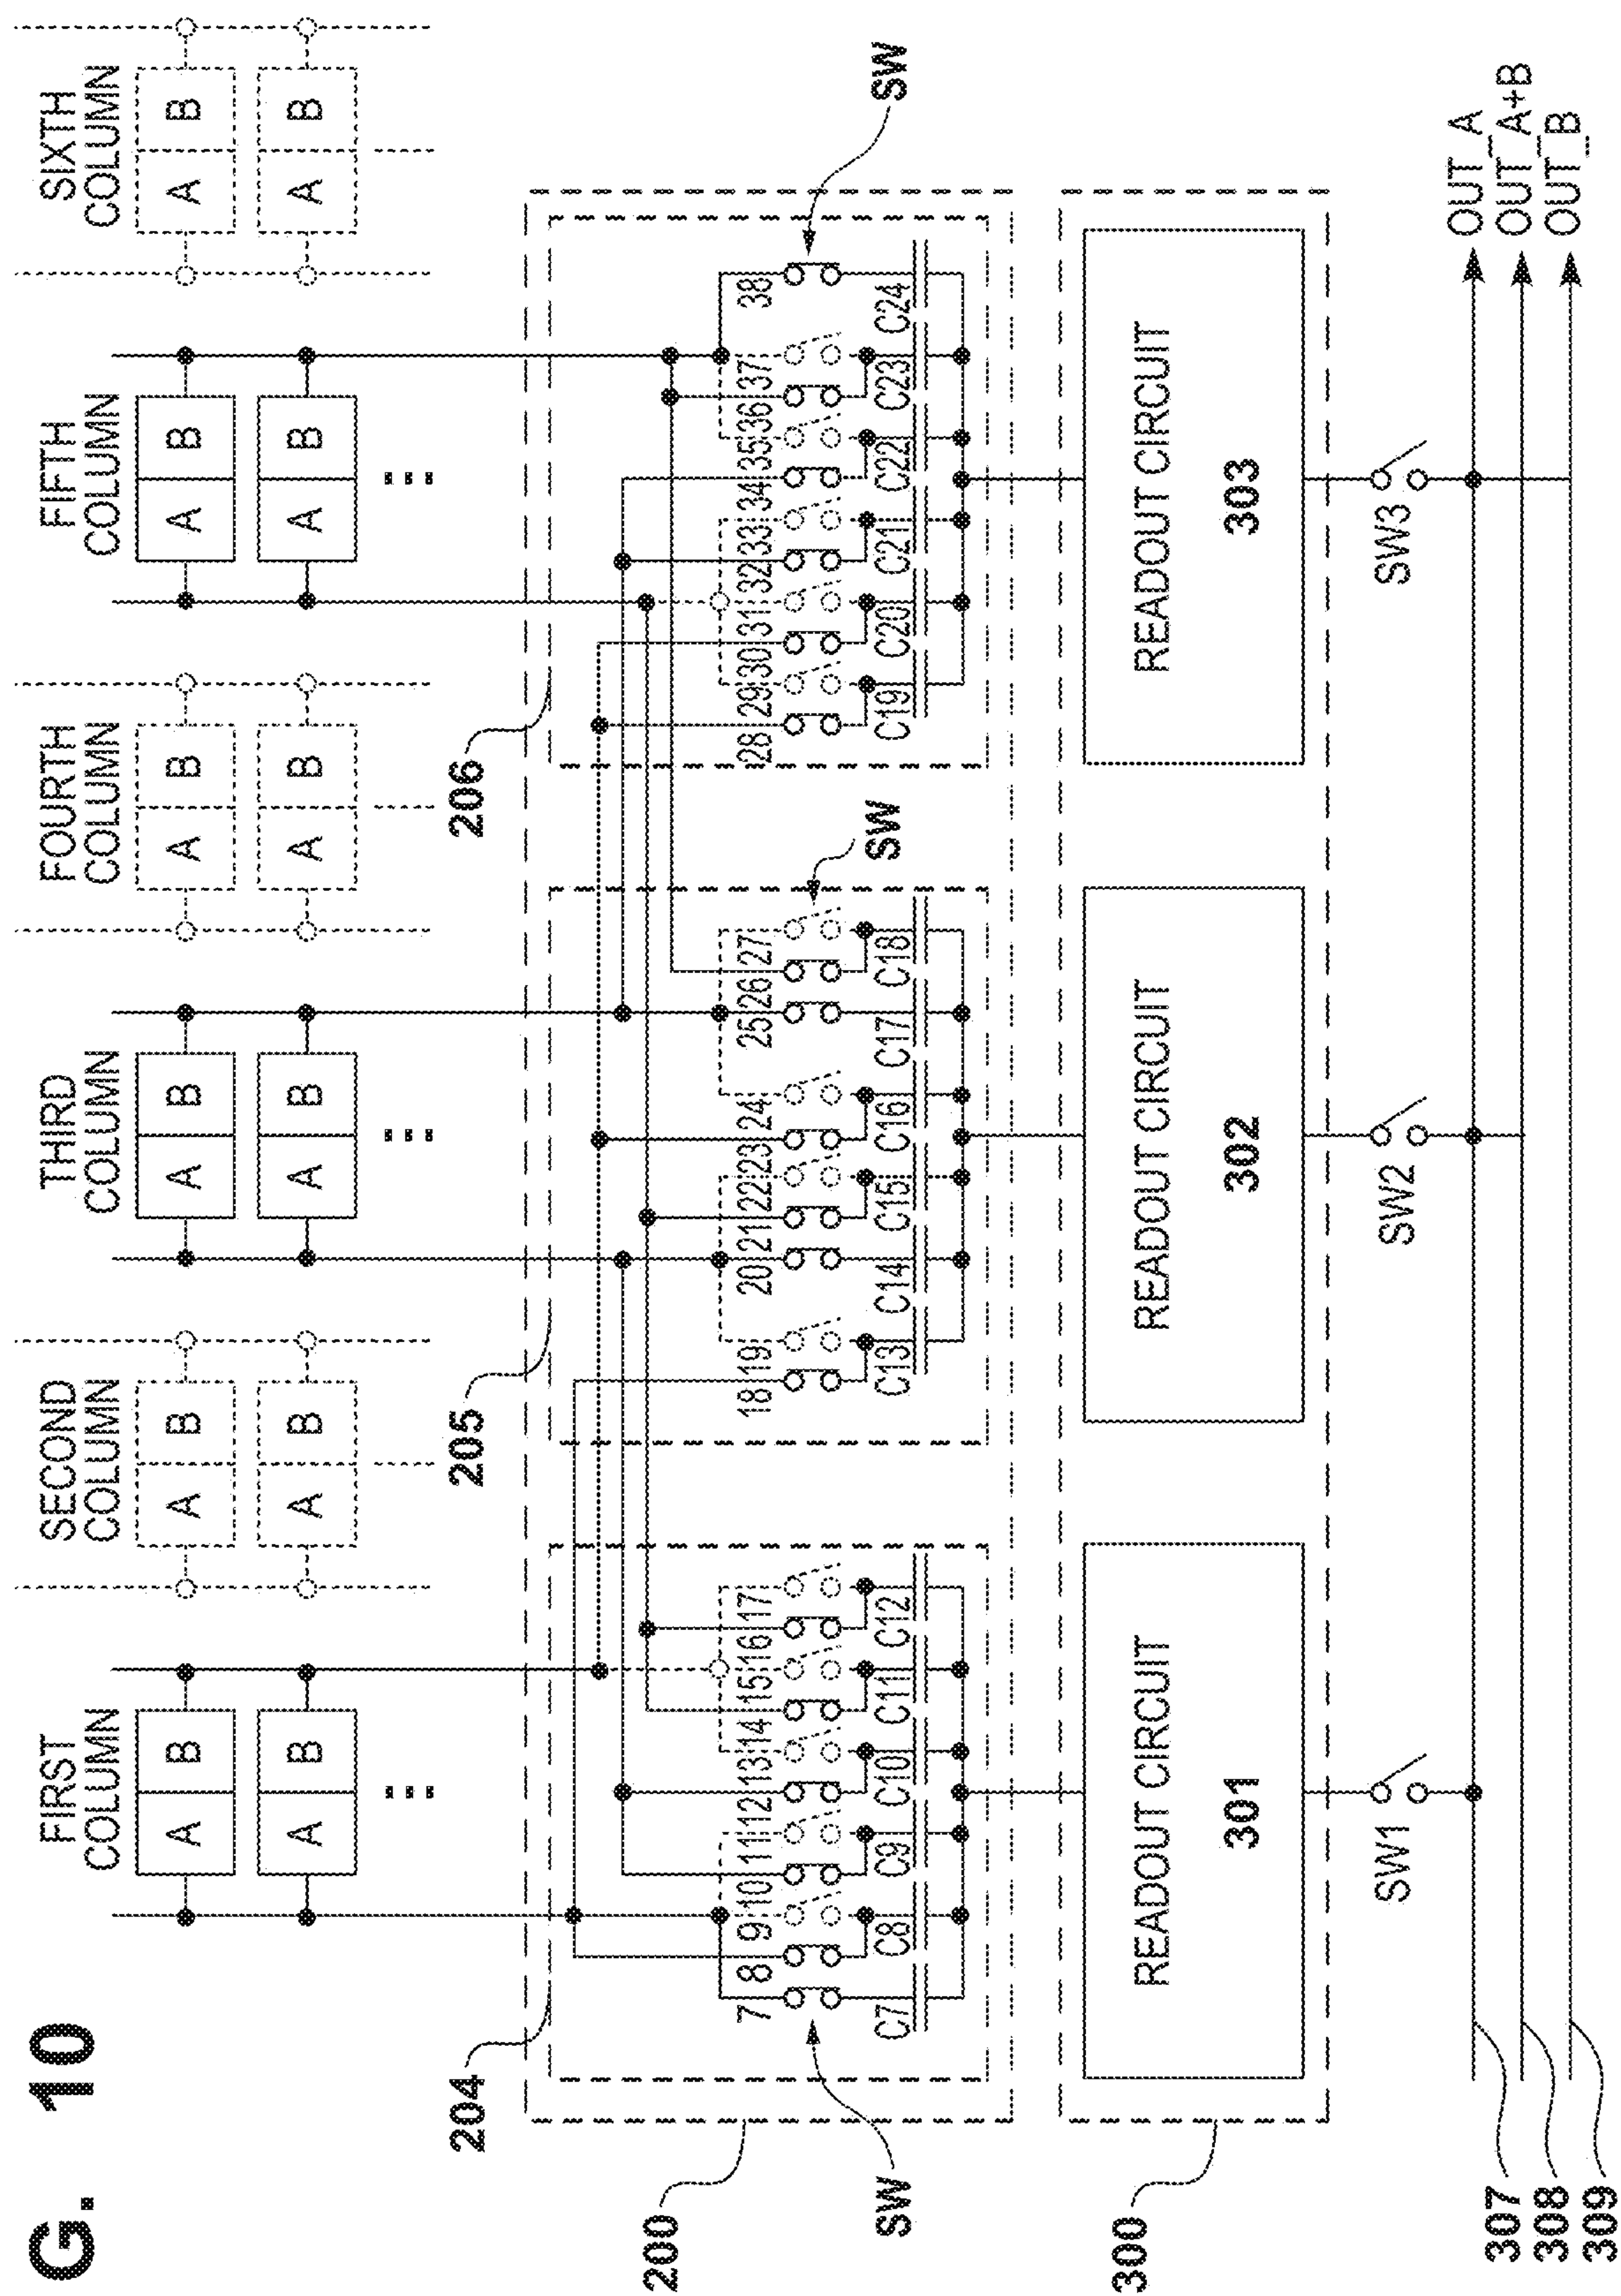 G. 10
FIRST COLUMN
SECOND COLUMN
THIRD COLUMN
FOURTH COLUMN
FIFTH COLUMN
SIXTH COLUMN
A B A B A B A B A B A B
A B A B A B A B A B A B
... ... ...
204 205 206
200
7 8 9 10 11 12 13 14 15 16 17
18 19 20 21 22 23 24 25 26 27
28 29 30 31 32 33 34 35 36 37 38
SW SW SW
C7 C8 C9 C10 C11 C12
C13 C14 C15 C16 C17 C18
C19 C20 C21 C22 C23 C24
300
READOUT CIRCUIT
301
READOUT CIRCUIT
302
READOUT CIRCUIT
303
SW1 SW2 SW3
307 OUT_A
308 OUT_A+B
309 OUT_B